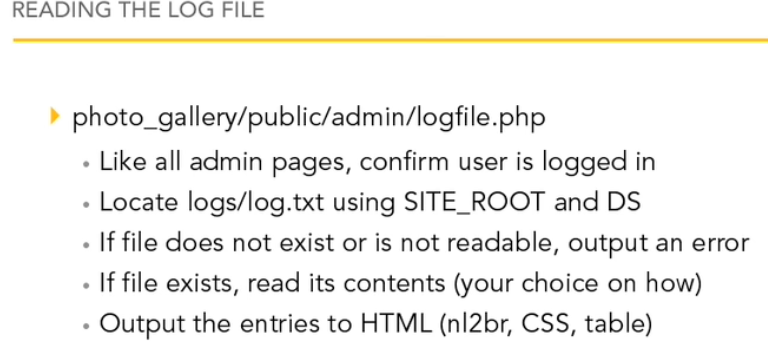 READING THE LOG FILE
photo_gallery/public/admin/logfile.php
Like all admin pages, confirm user is logged in
Locate logs/log.txt using SITE_ROOT and DS
If file does not exist or is not readable, output an error
If file exists, read its contents (your choice on how)
Output the entries to HTML (nl2br, CSS, table)